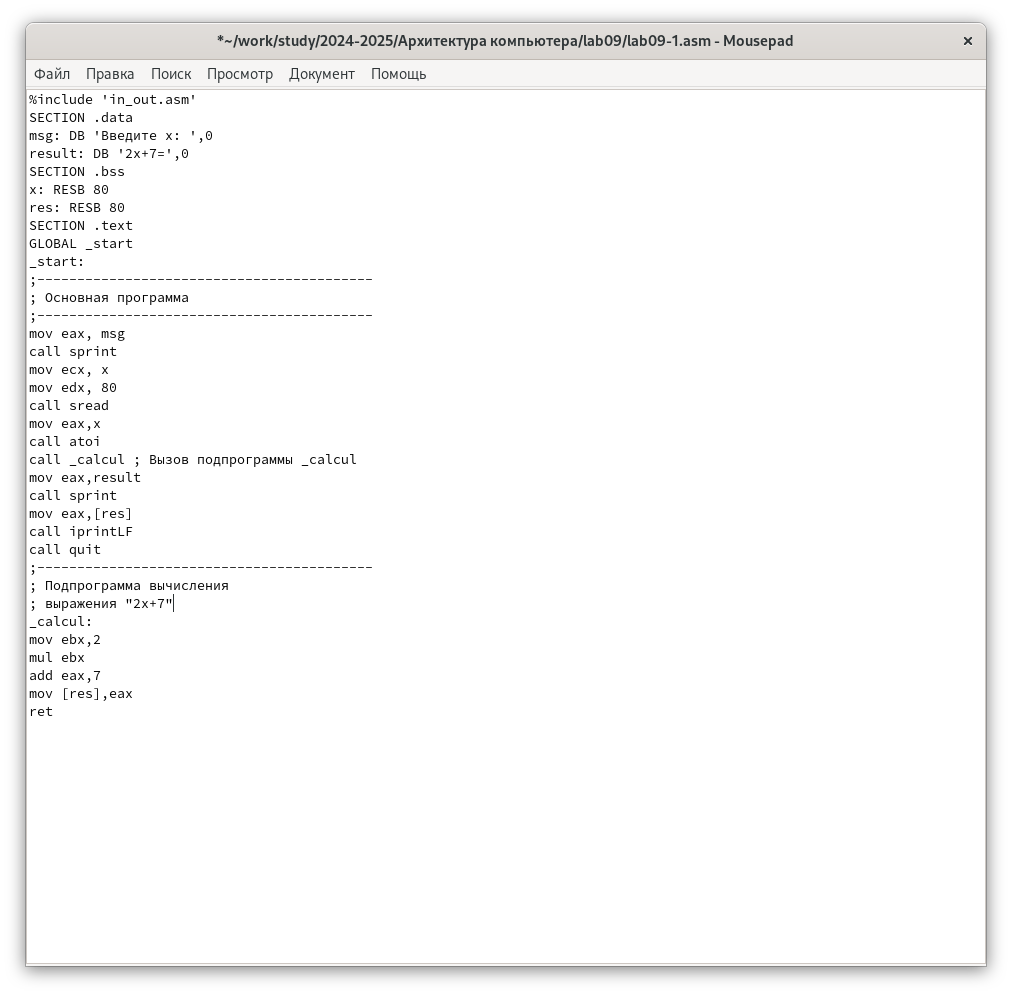 *~/work/study/2024-2025/Архитектура компьютера/lab09/lab09-1.asm - Mousepad
Файл Правка Поиск Просмотр Документ Помощь
%include 'in_out.asm'
SECTION .data
msg: DB 'Введите x: ',0
result: DB '2x+7=',0
SECTION .bss
x: RESB 80
res: RESB 80
SECTION .text
GLOBAL _start
_start:
;------------------------------------------
; Основная программа
;------------------------------------------
mov eax, msg
call sprint
mov ecx, x
mov edx, 80
call sread
mov eax,x
call atoi
call _calcul ; Вызов подпрограммы _calcul
mov eax,result
call sprint
mov eax,[res]
call iprintLF
call quit
;------------------------------------------
; Подпрограмма вычисления
; выражения "2x+7"
_calcul:
mov ebx,2
mul ebx
add eax,7
mov [res],eax
ret